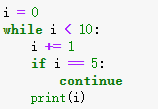 i = 0
while i < 10:
    i += 1
    if i == 5:
        continue
    print(i)